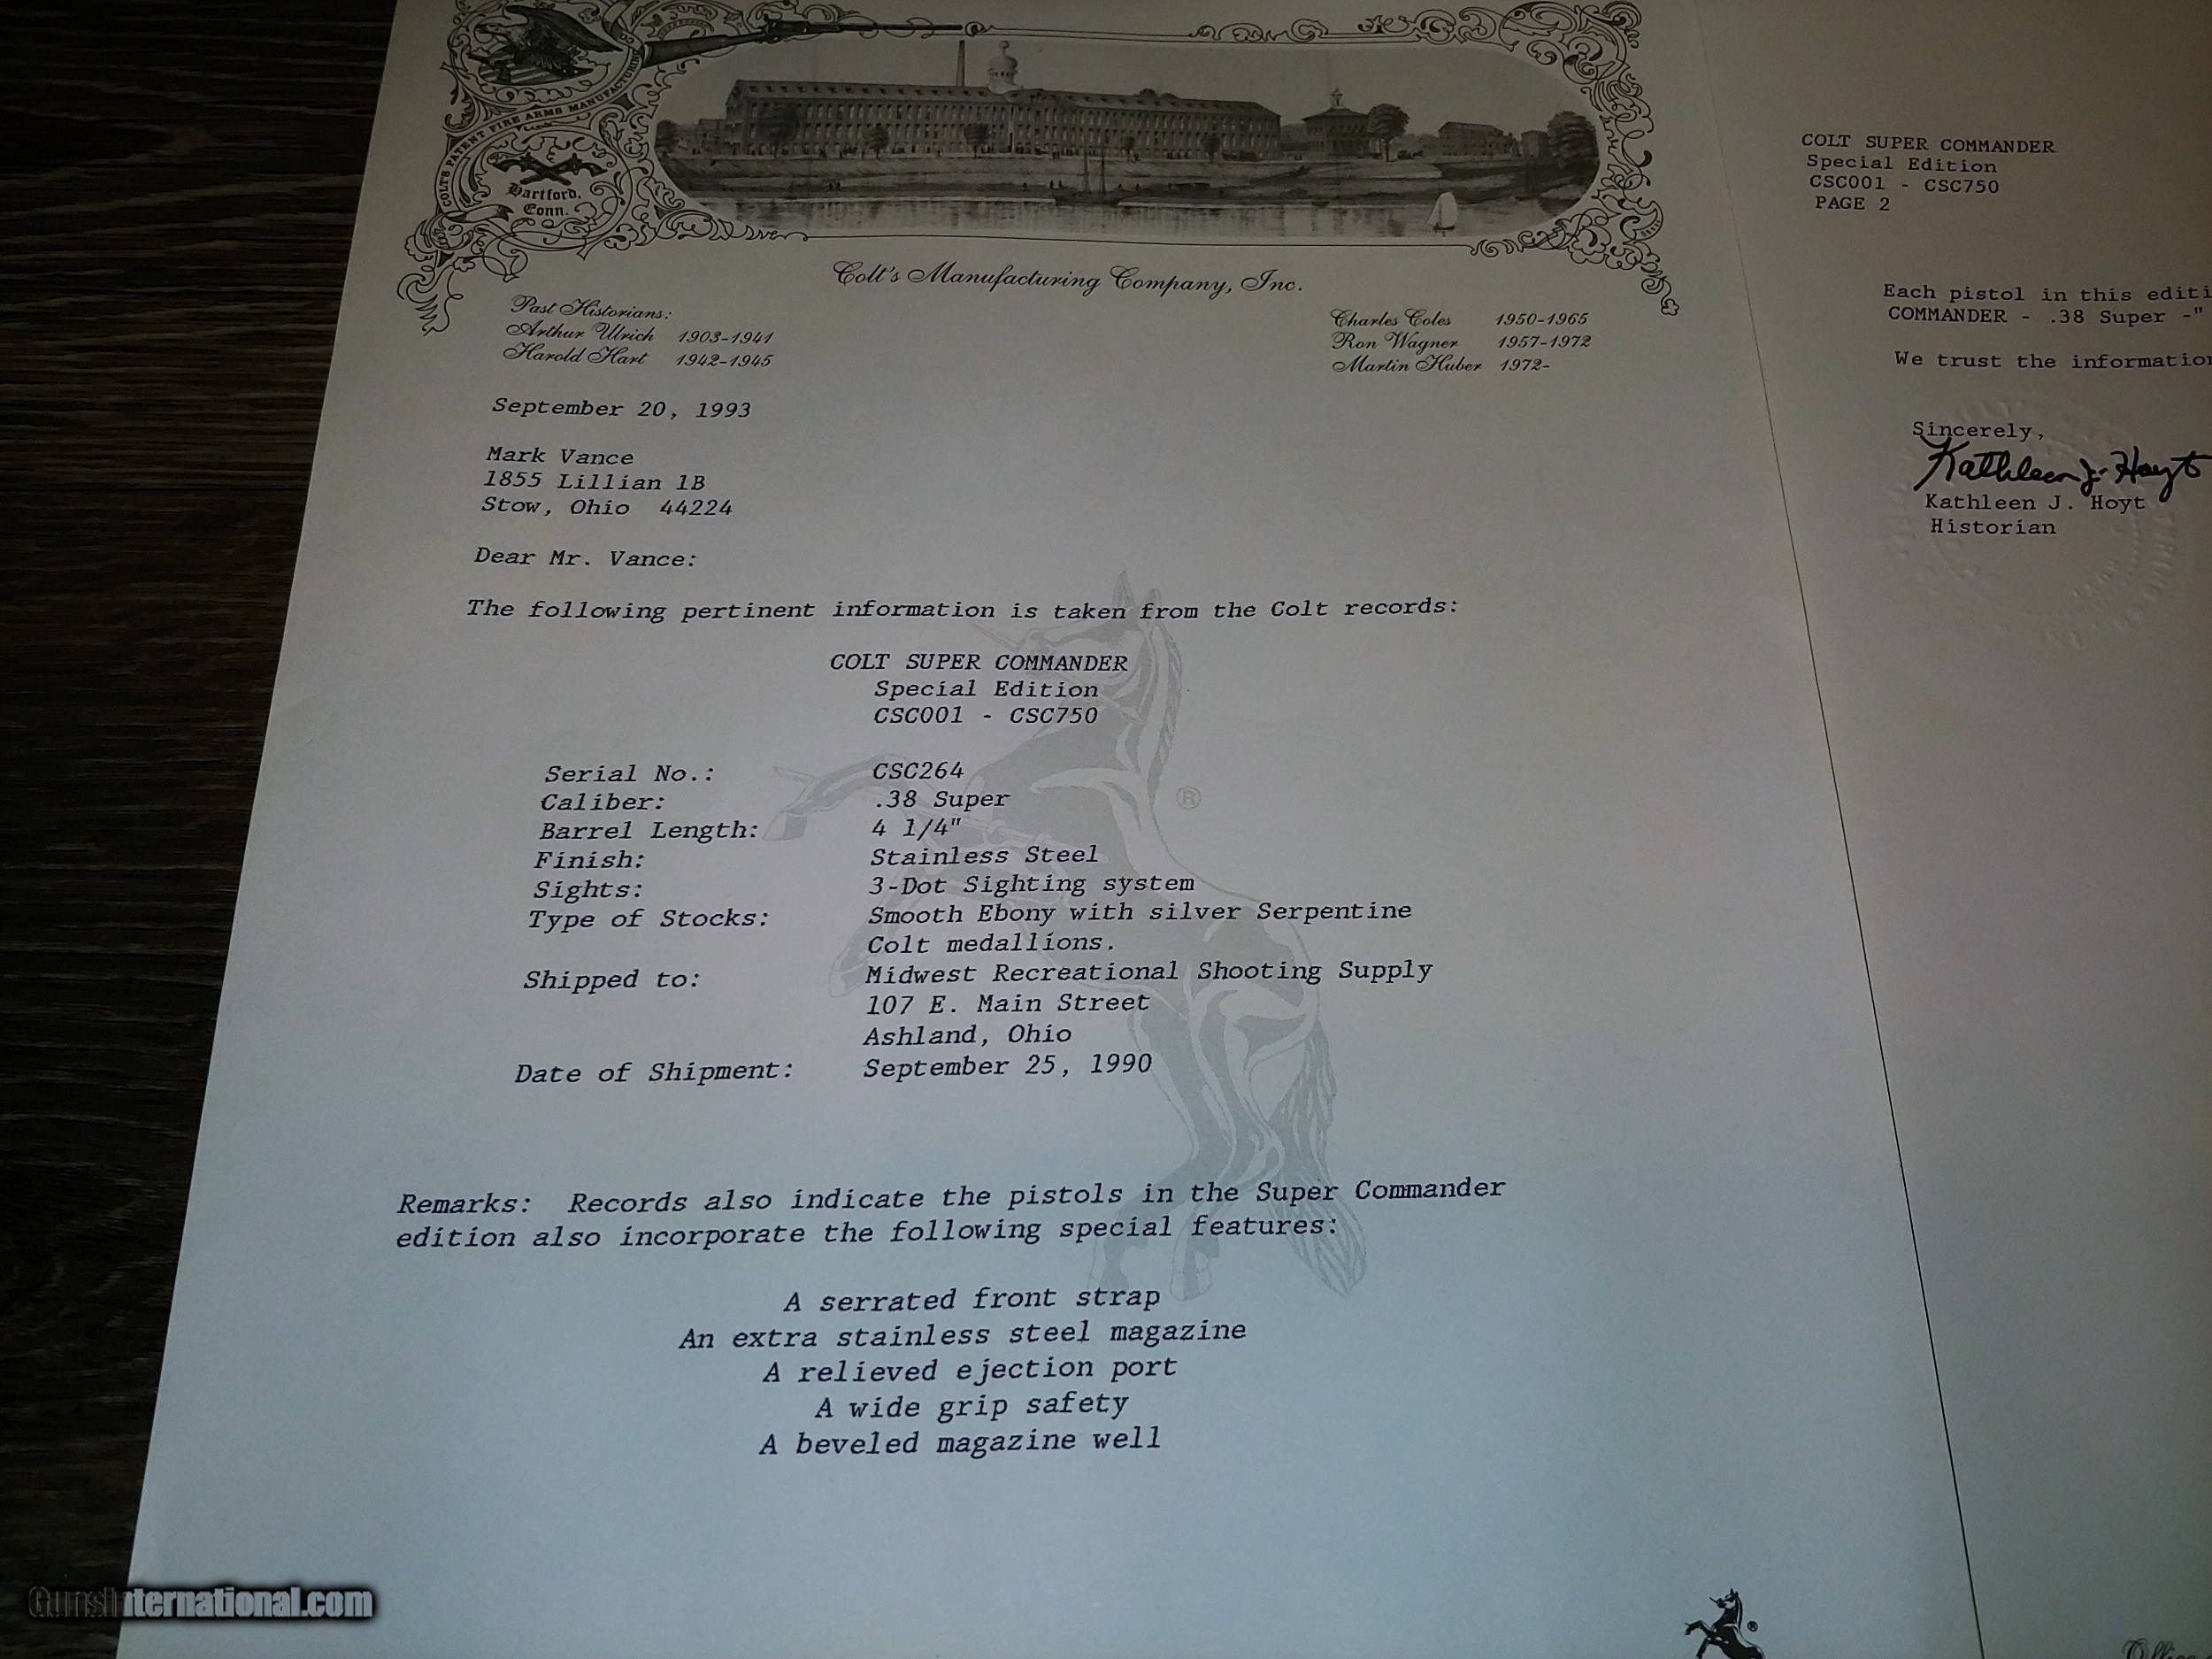 COLT'S PATENT FIRE ARMS MANUFACTURING
Hartford,
Conn.
Colt's Manufacturing Company, Inc.
Past Historians:
Arthur Ulrich 1903-1941
Harold Hart 1942-1945
Charles Coles 1950-1965
Ron Wagner 1957-1972
Martin Huber 1972-
September 20, 1993
Mark Vance
1855 Lillian 1B
Stow, Ohio 44224
Dear Mr. Vance:
The following pertinent information is taken from the Colt records:
COLT SUPER COMMANDER
Special Edition
CSC001 - CSC750
Serial No.: CSC264
Caliber: .38 Super
Barrel Length: 4 1/4"
Finish: Stainless Steel
Sights: 3-Dot Sighting system
Type of Stocks: Smooth Ebony with silver Serpentine
Colt medallions.
Shipped to: Midwest Recreational Shooting Supply
107 E. Main Street
Ashland, Ohio
Date of Shipment: September 25, 1990
Remarks: Records also indicate the pistols in the Super Commander
edition also incorporate the following special features:
A serrated front strap
An extra stainless steel magazine
A relieved ejection port
A wide grip safety
A beveled magazine well
®
®
COLT SUPER COMMANDER
Special Edition
CSC001 - CSC750
PAGE 2
Each pistol in this editi
COMMANDER - .38 Super -"
We trust the information
Sincerely,
Kathleen J. Hoyt
Kathleen J. Hoyt
Historian
GunsInternational.com